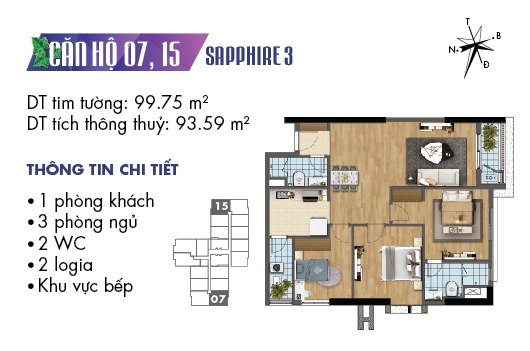 CĂN HỘ 07, 15 SAPPHIRE 3
T
B
N
Đ
DT tim tường: 99.75 m²
DT tích thông thuỷ: 93.59 m²
THÔNG TIN CHI TIẾT
• 1 phòng khách
• 3 phòng ngủ
• 2 WC
• 2 logia
• Khu vực bếp
15
07